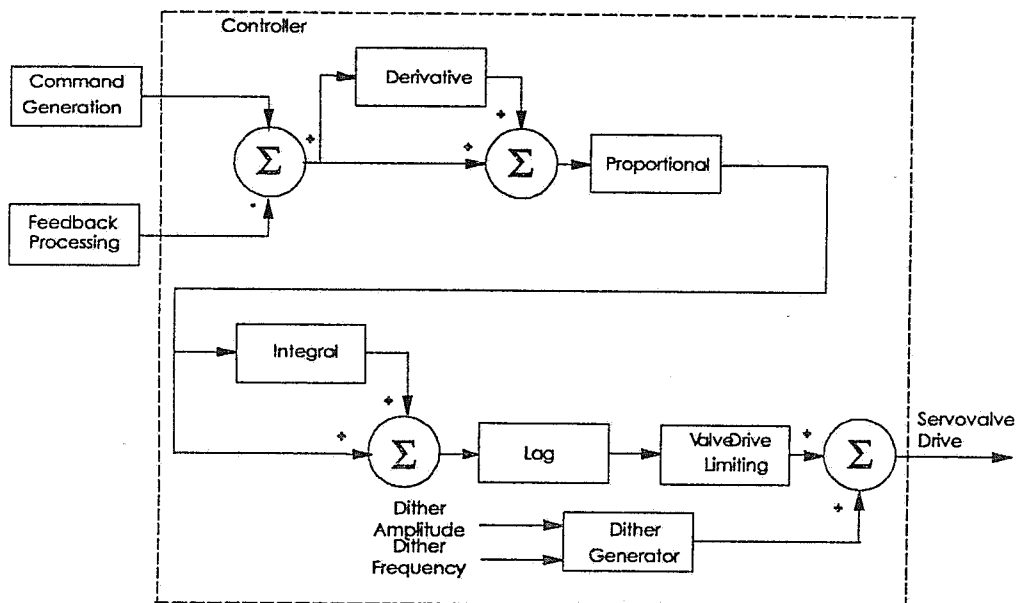 Controller
Command
Generation
Derivative
+
+
+
Σ
Σ
Proportional
-
Feedback
Processing
Integral
+
+
Σ
Lag
ValveDrive
Limiting
+
Σ
Servovalve
Drive
+
Dither
Amplitude
Dither
Frequency
Dither
Generator